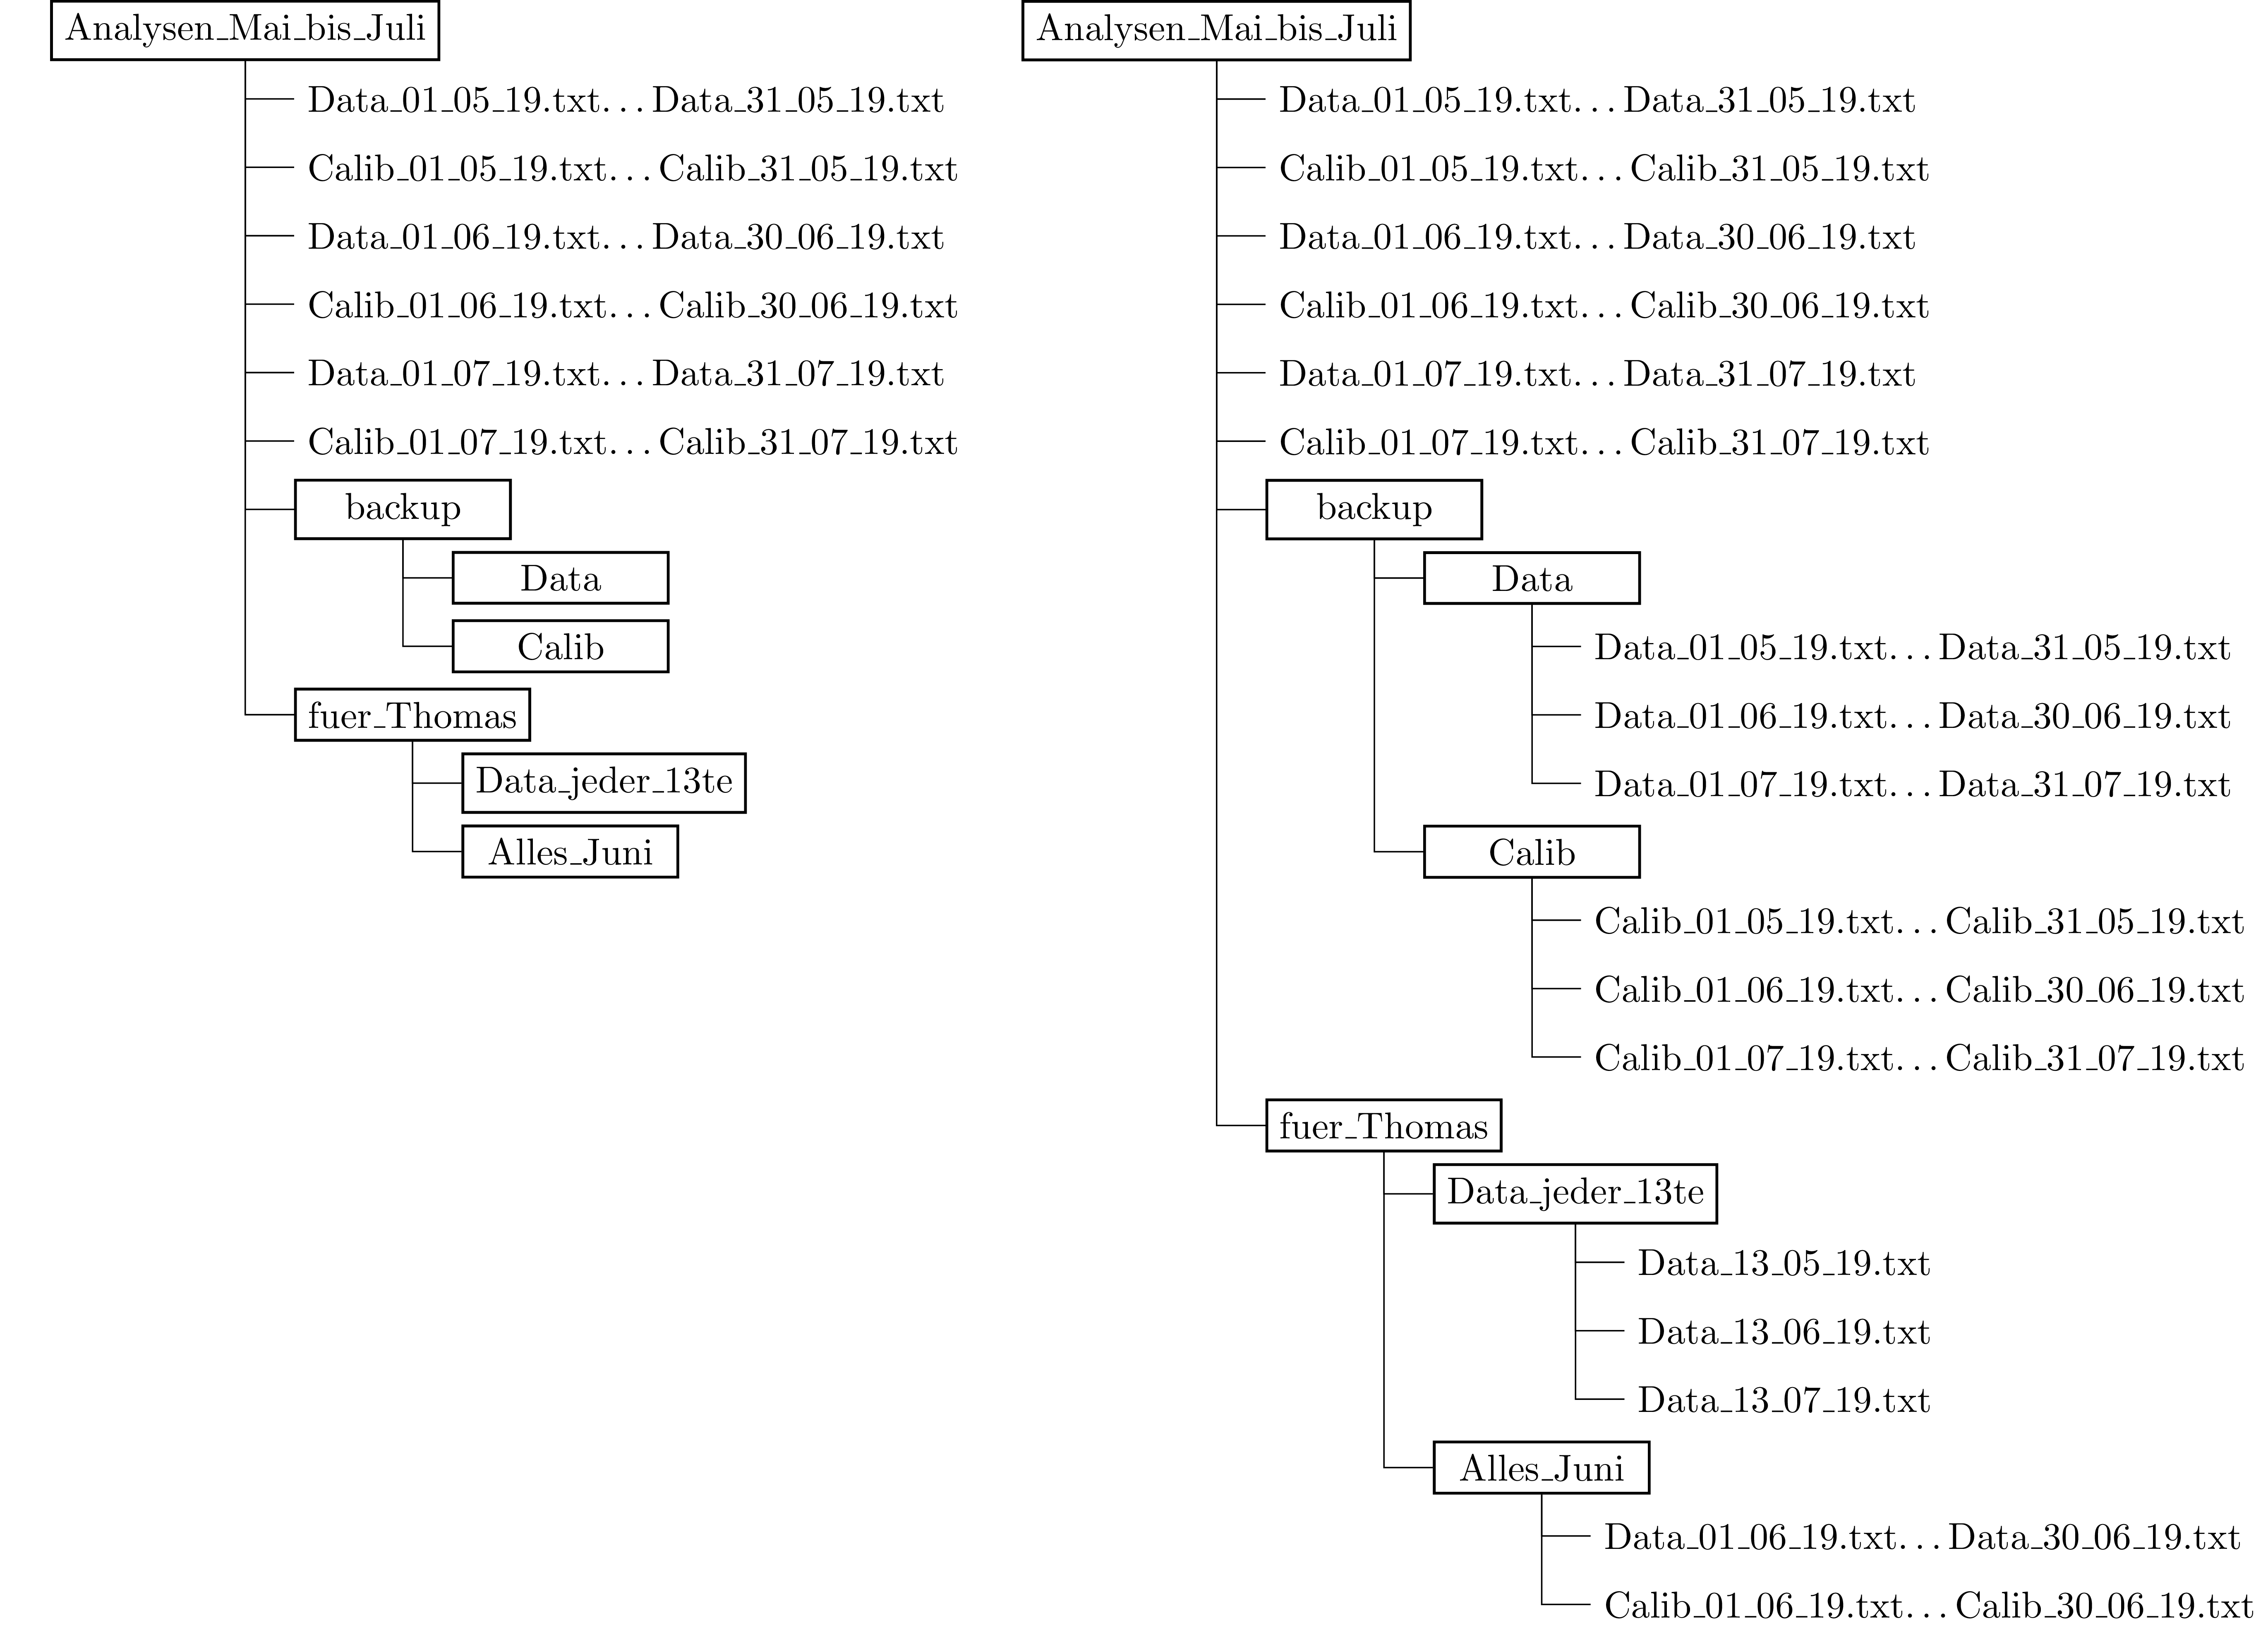 Analysen_Mai_bis_Juli
Data_01_05_19.txt...Data_31_05_19.txt
Calib_01_05_19.txt...Calib_31_05_19.txt
Data_01_06_19.txt...Data_30_06_19.txt
Calib_01_06_19.txt...Calib_30_06_19.txt
Data_01_07_19.txt...Data_31_07_19.txt
Calib_01_07_19.txt...Calib_31_07_19.txt
backup
Data
Calib
fuer_Thomas
Data_jeder_13te
Alles_Juni
Analysen_Mai_bis_Juli
Data_01_05_19.txt...Data_31_05_19.txt
Calib_01_05_19.txt...Calib_31_05_19.txt
Data_01_06_19.txt...Data_30_06_19.txt
Calib_01_06_19.txt...Calib_30_06_19.txt
Data_01_07_19.txt...Data_31_07_19.txt
Calib_01_07_19.txt...Calib_31_07_19.txt
backup
Data
Data_01_05_19.txt...Data_31_05_19.txt
Data_01_06_19.txt...Data_30_06_19.txt
Data_01_07_19.txt...Data_31_07_19.txt
Calib
Calib_01_05_19.txt...Calib_31_05_19.txt
Calib_01_06_19.txt...Calib_30_06_19.txt
Calib_01_07_19.txt...Calib_31_07_19.txt
fuer_Thomas
Data_jeder_13te
Data_13_05_19.txt
Data_13_06_19.txt
Data_13_07_19.txt
Alles_Juni
Data_01_06_19.txt...Data_30_06_19.txt
Calib_01_06_19.txt...Calib_30_06_19.txt